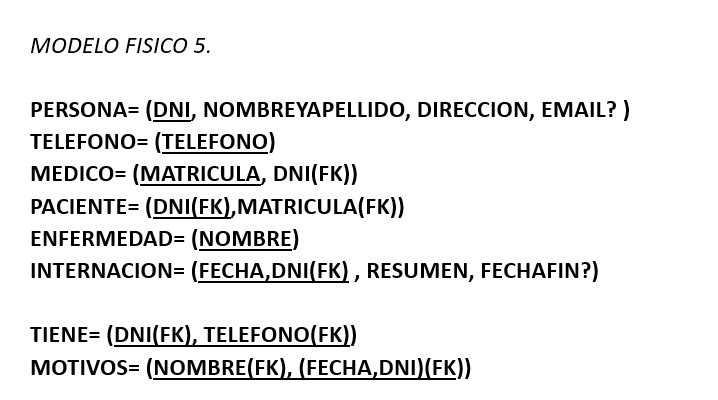 MODELO FISICO 5.
PERSONA= (DNI, NOMBREYAPELLIDO, DIRECCION, EMAIL? )
TELEFONO= (TELEFONO)
MEDICO= (MATRICULA, DNI(FK))
PACIENTE= (DNI(FK),MATRICULA(FK))
ENFERMEDAD= (NOMBRE)
INTERNACION= (FECHA,DNI(FK) , RESUMEN, FECHAFIN?)
TIENE= (DNI(FK), TELEFONO(FK))
MOTIVOS= (NOMBRE(FK), (FECHA,DNI)(FK))